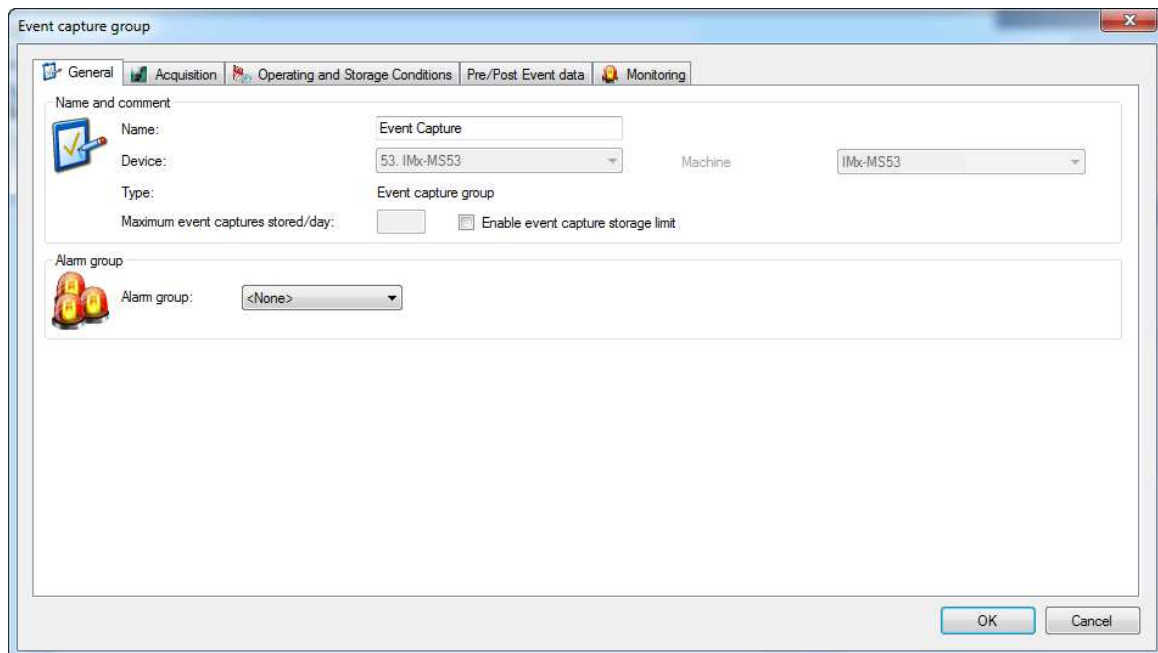 Event capture group
General Acquisition Operating and Storage Conditions Pre/Post Event data Monitoring
Name and comment
Name: Event Capture
Device: 53. IMx-MS53 Machine IMx-MS53
Type: Event capture group
Maximum event captures stored/day: Enable event capture storage limit
Alarm group
Alarm group: <None>
OK Cancel